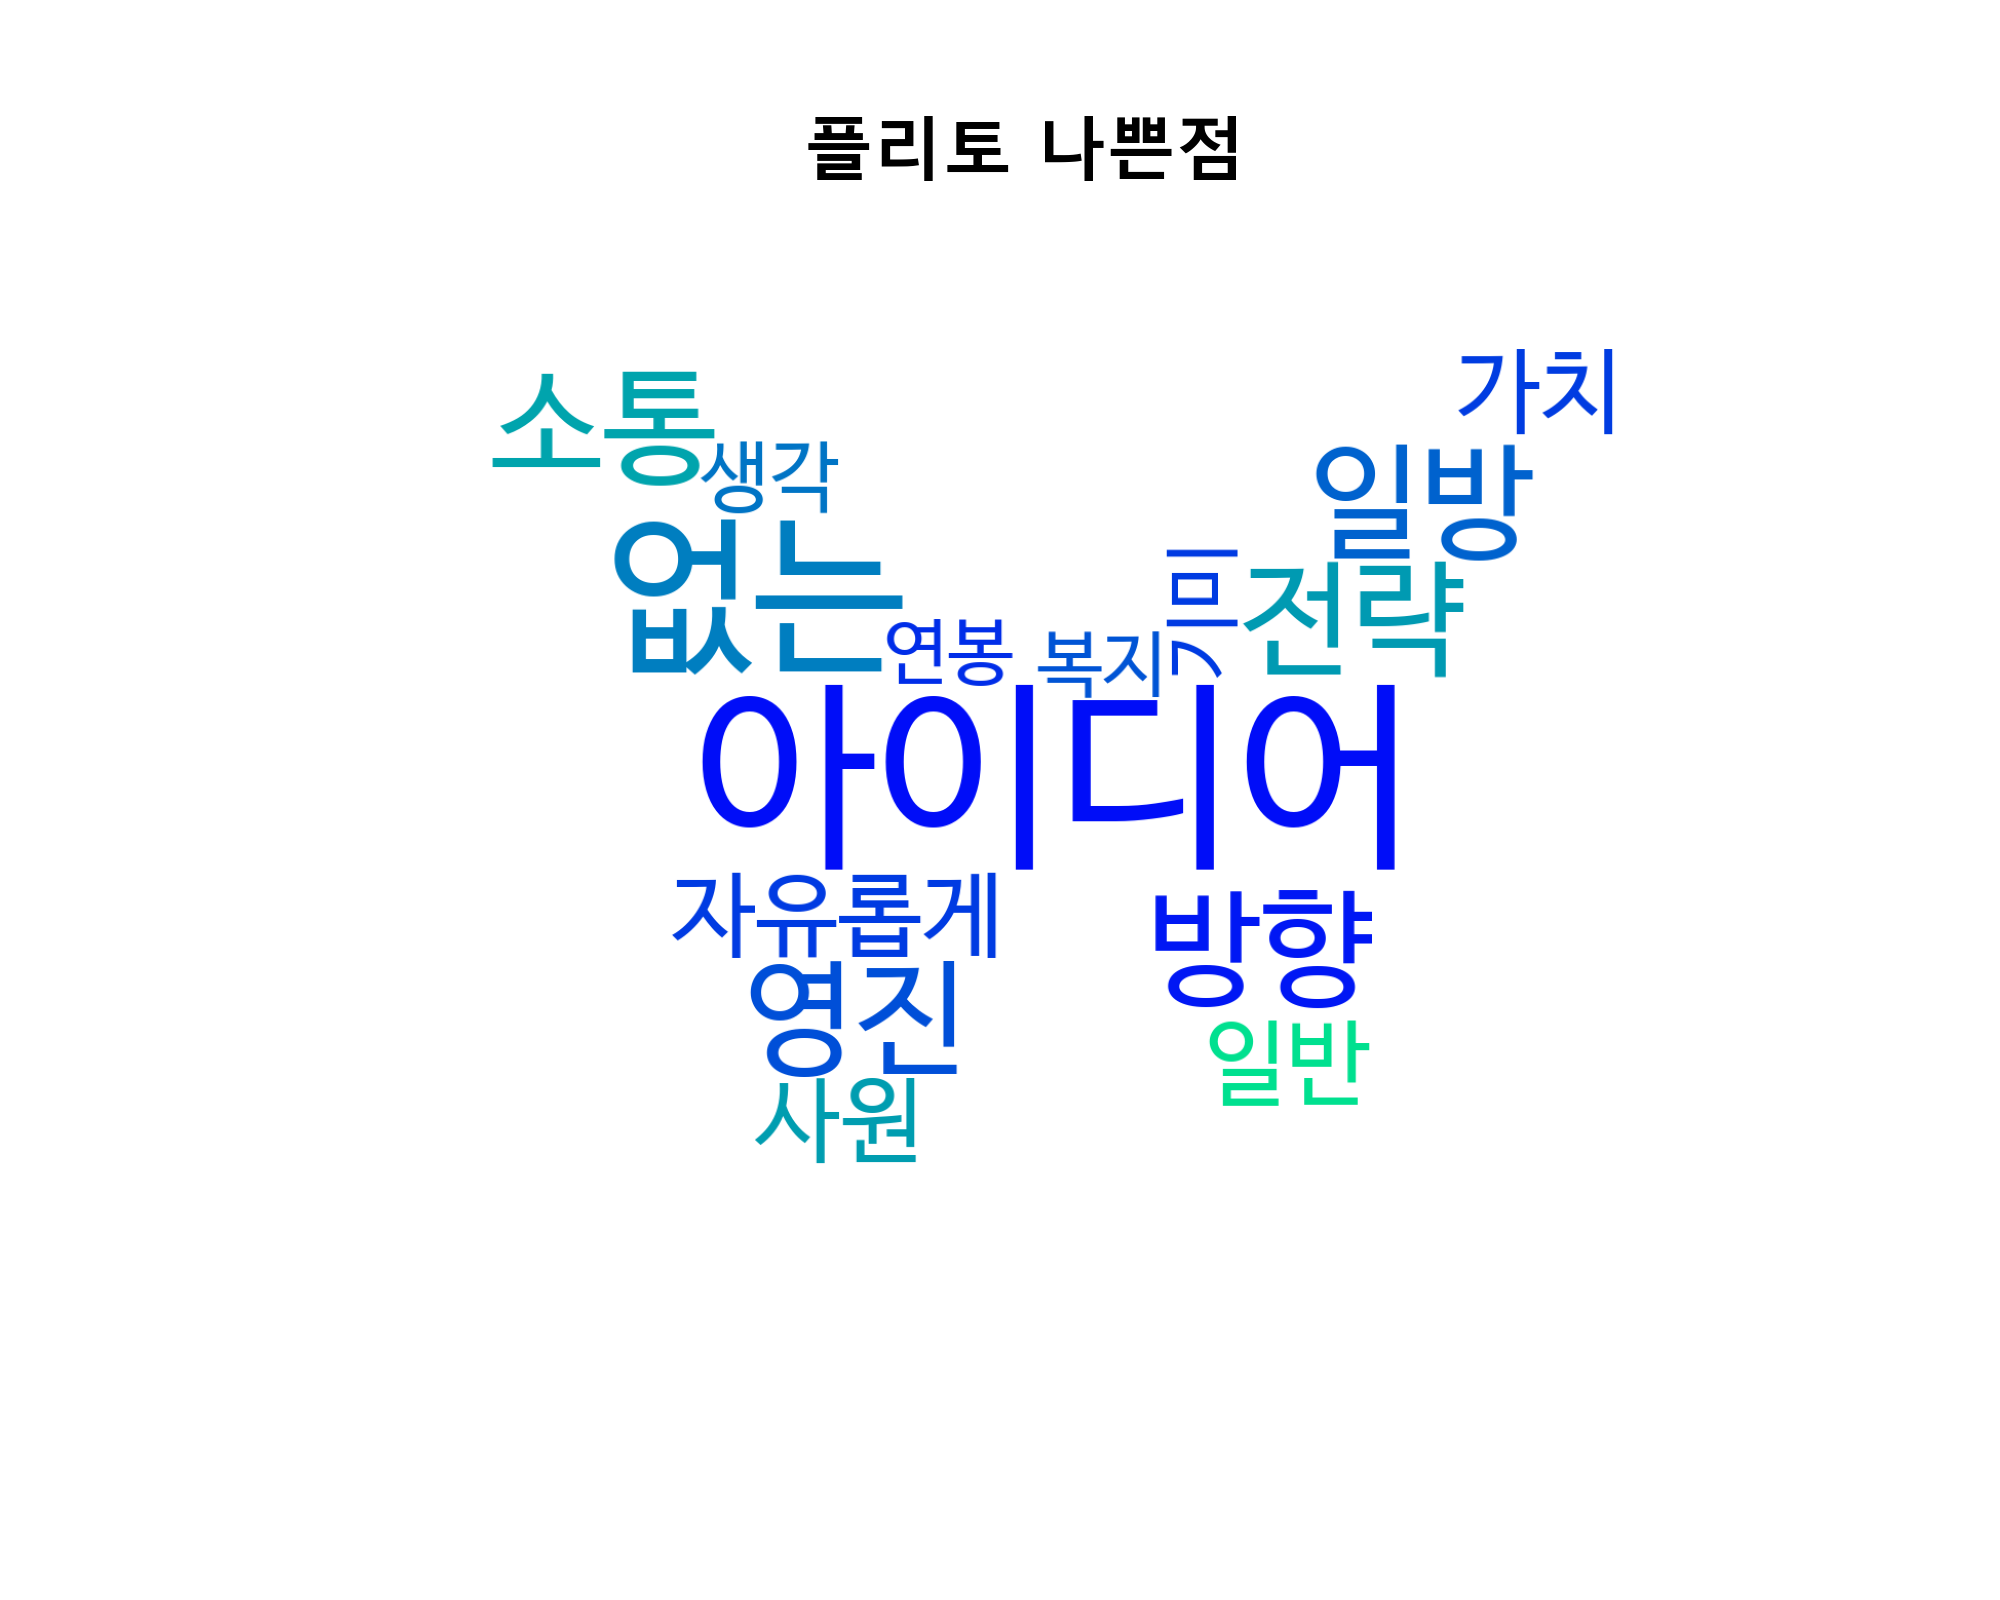 플리토 나쁜점
가치
소통
생각
일방
없는
전략
기미
연봉
복지
아이디어
자유롭게
방향
영진
일반
사원